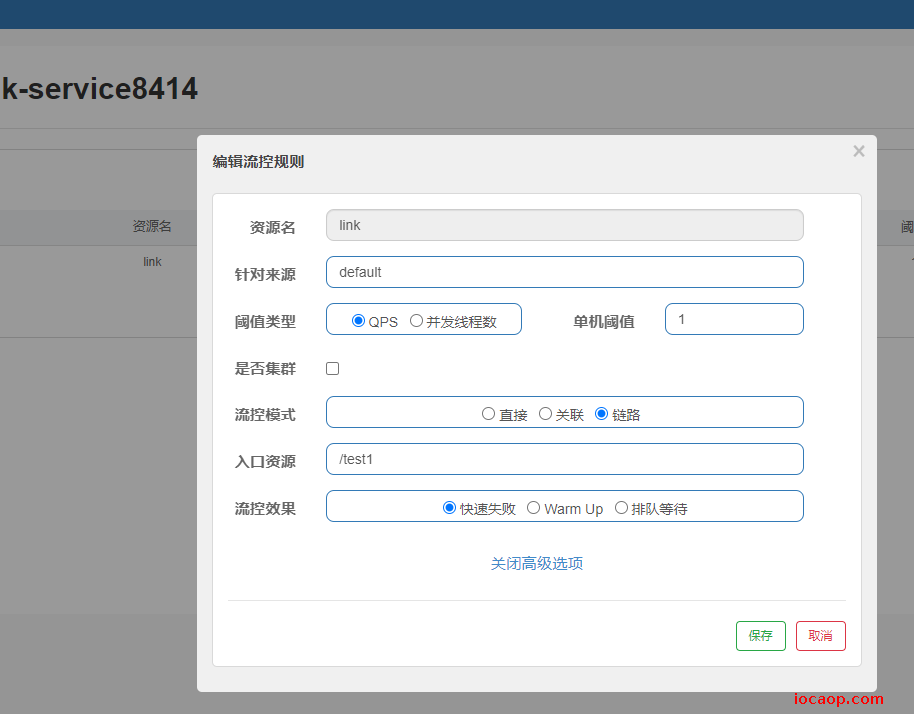 k-service8414
编辑流控规则
×
资源名
阈
link
资源名 link
针对来源 default
阈值类型 QPS 并发线程数 单机阈值 1
是否集群
流控模式 直接 关联 链路
入口资源 /test1
流控效果 快速失败 Warm Up 排队等待
关闭高级选项
保存 取消
iocaop.com